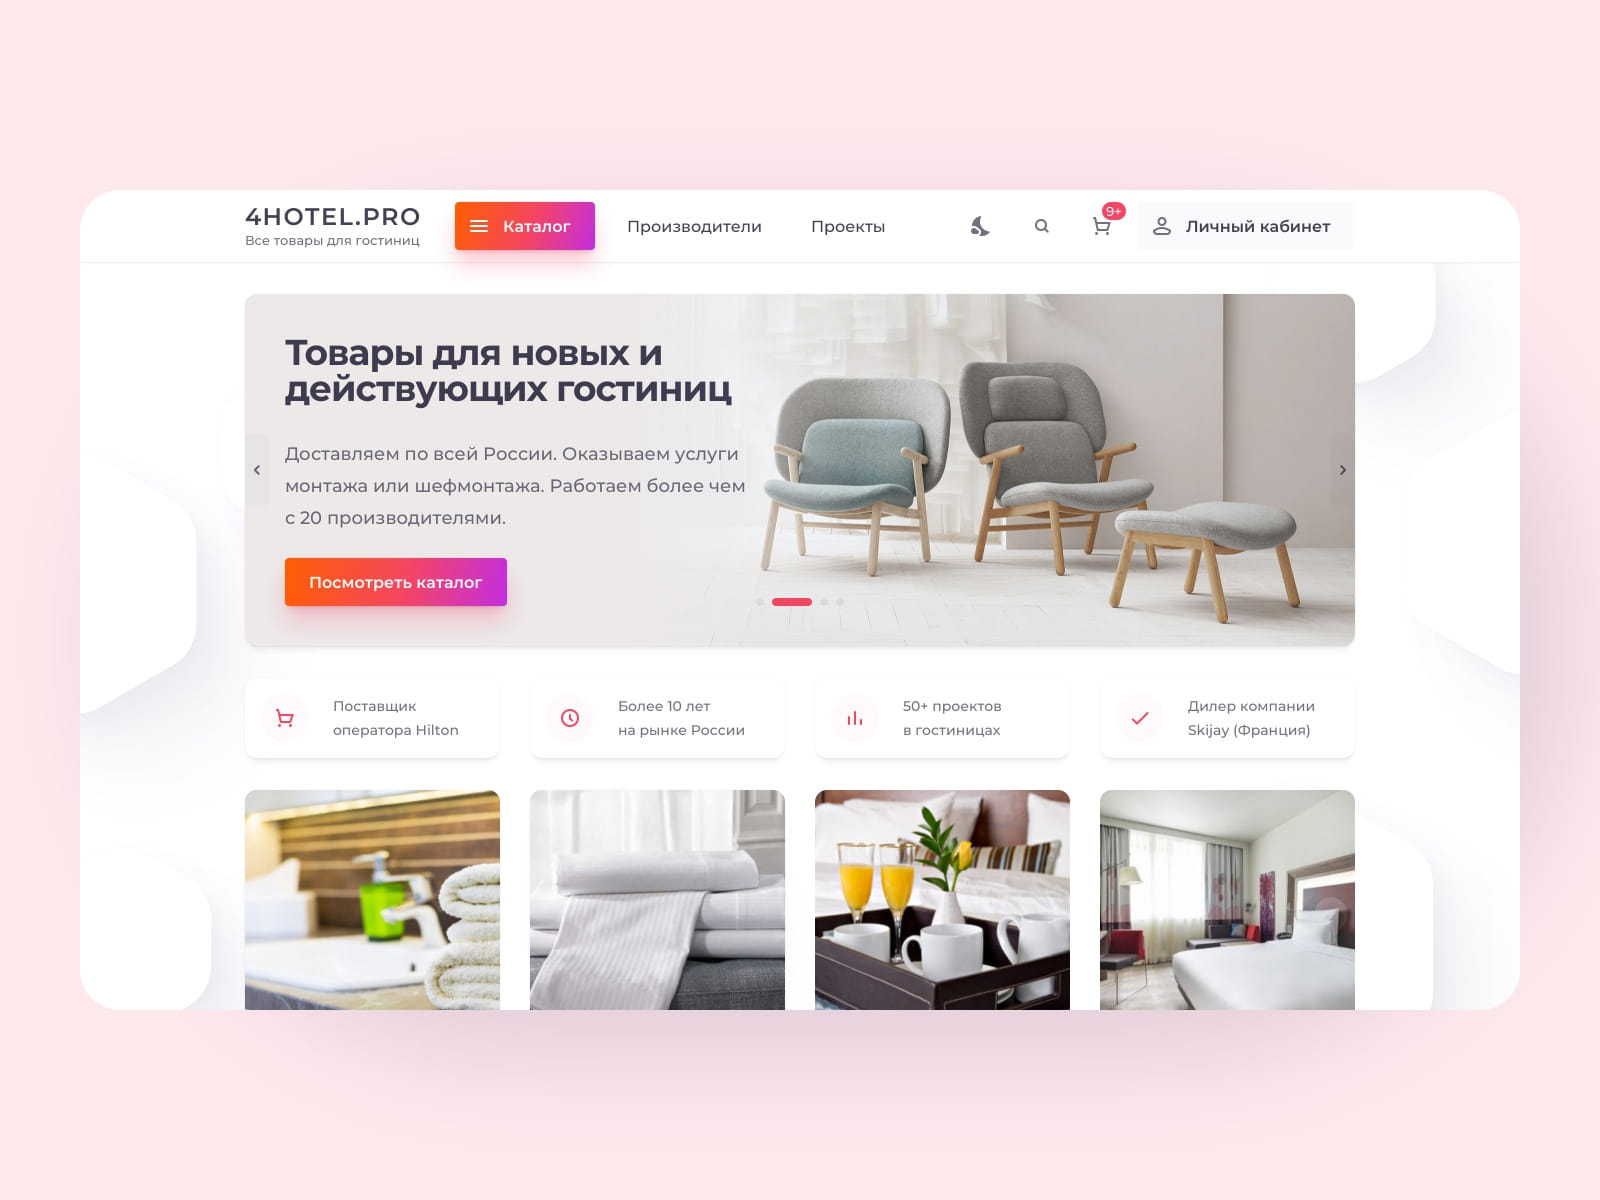 4HOTEL.PRO
Все товары для гостиниц
Каталог
Производители
Проекты
9+
Личный кабинет
Товары для новых и
действующих гостиниц
Доставляем по всей России. Оказываем услуги
монтажа или шефмонтажа. Работаем более чем
с 20 производителями.
Посмотреть каталог
Поставщик
оператора Hilton
Более 10 лет
на рынке России
50+ проектов
в гостиницах
Дилер компании
Skijay (Франция)